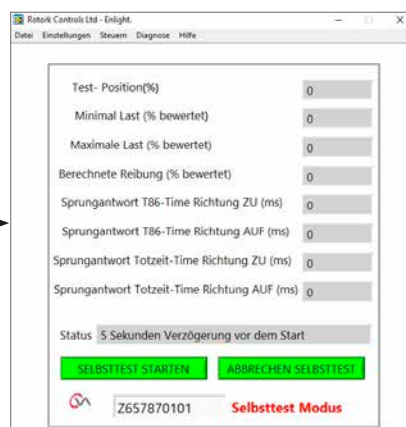 Rotork Controls Ltd - Enlight.
Datei Einstellungen Steuern Diagnose Hilfe
Test- Position(%) 0
Minimal Last (% bewertet) 0
Maximale Last (% bewertet) 0
Berechnete Reibung (% bewertet) 0
Sprungantwort T86-Time Richtung ZU (ms) 0
Sprungantwort T86-Time Richtung AUF (ms) 0
Sprungantwort Totzeit-Time Richtung ZU (ms) 0
Sprungantwort Totzeit-Time Richtung AUF (ms) 0
Status 5 Sekunden Verzögerung vor dem Start
SELBSTTEST STARTEN ABBRECHEN SELBSTTEST
Z657870101 Selbsttest Modus